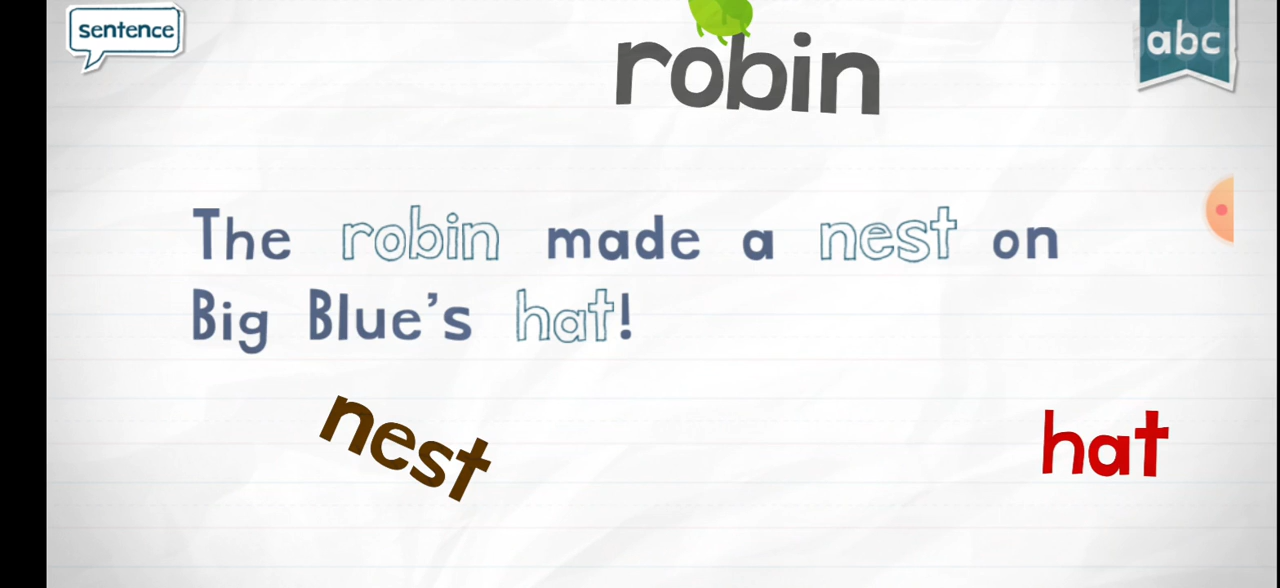 sentence
robin
abc
The robin made a nest on
Big Blue's hat!
nest
hat